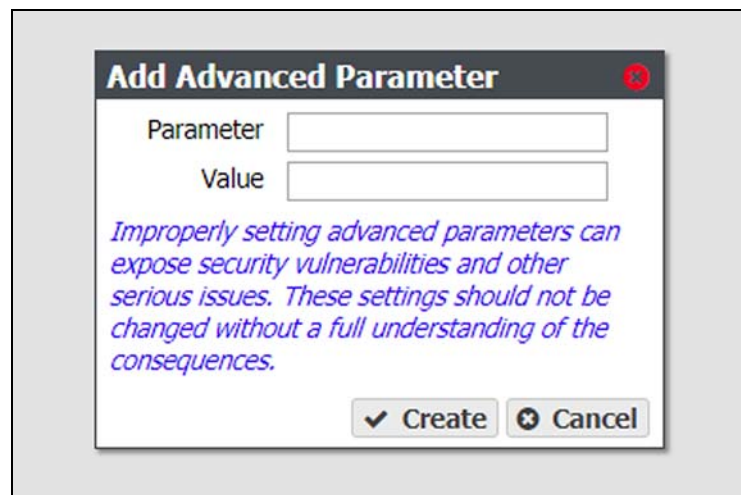 Add Advanced Parameter
Parameter
Value
Improperly setting advanced parameters can
expose security vulnerabilities and other
serious issues. These settings should not be
changed without a full understanding of the
consequences.
Create Cancel